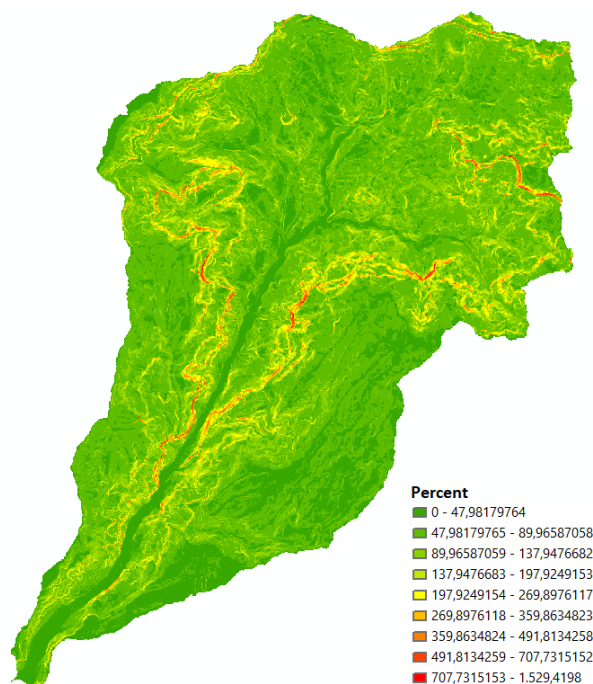 Percent
0 - 47,98179764
47,98179765 - 89,96587058
89,96587059 - 137,9476682
137,9476683 - 197,9249153
197,9249154 - 269,8976117
269,8976118 - 359,8634823
359,8634824 - 491,8134258
491,8134259 - 707,7315152
707,7315153 - 1.529,4198